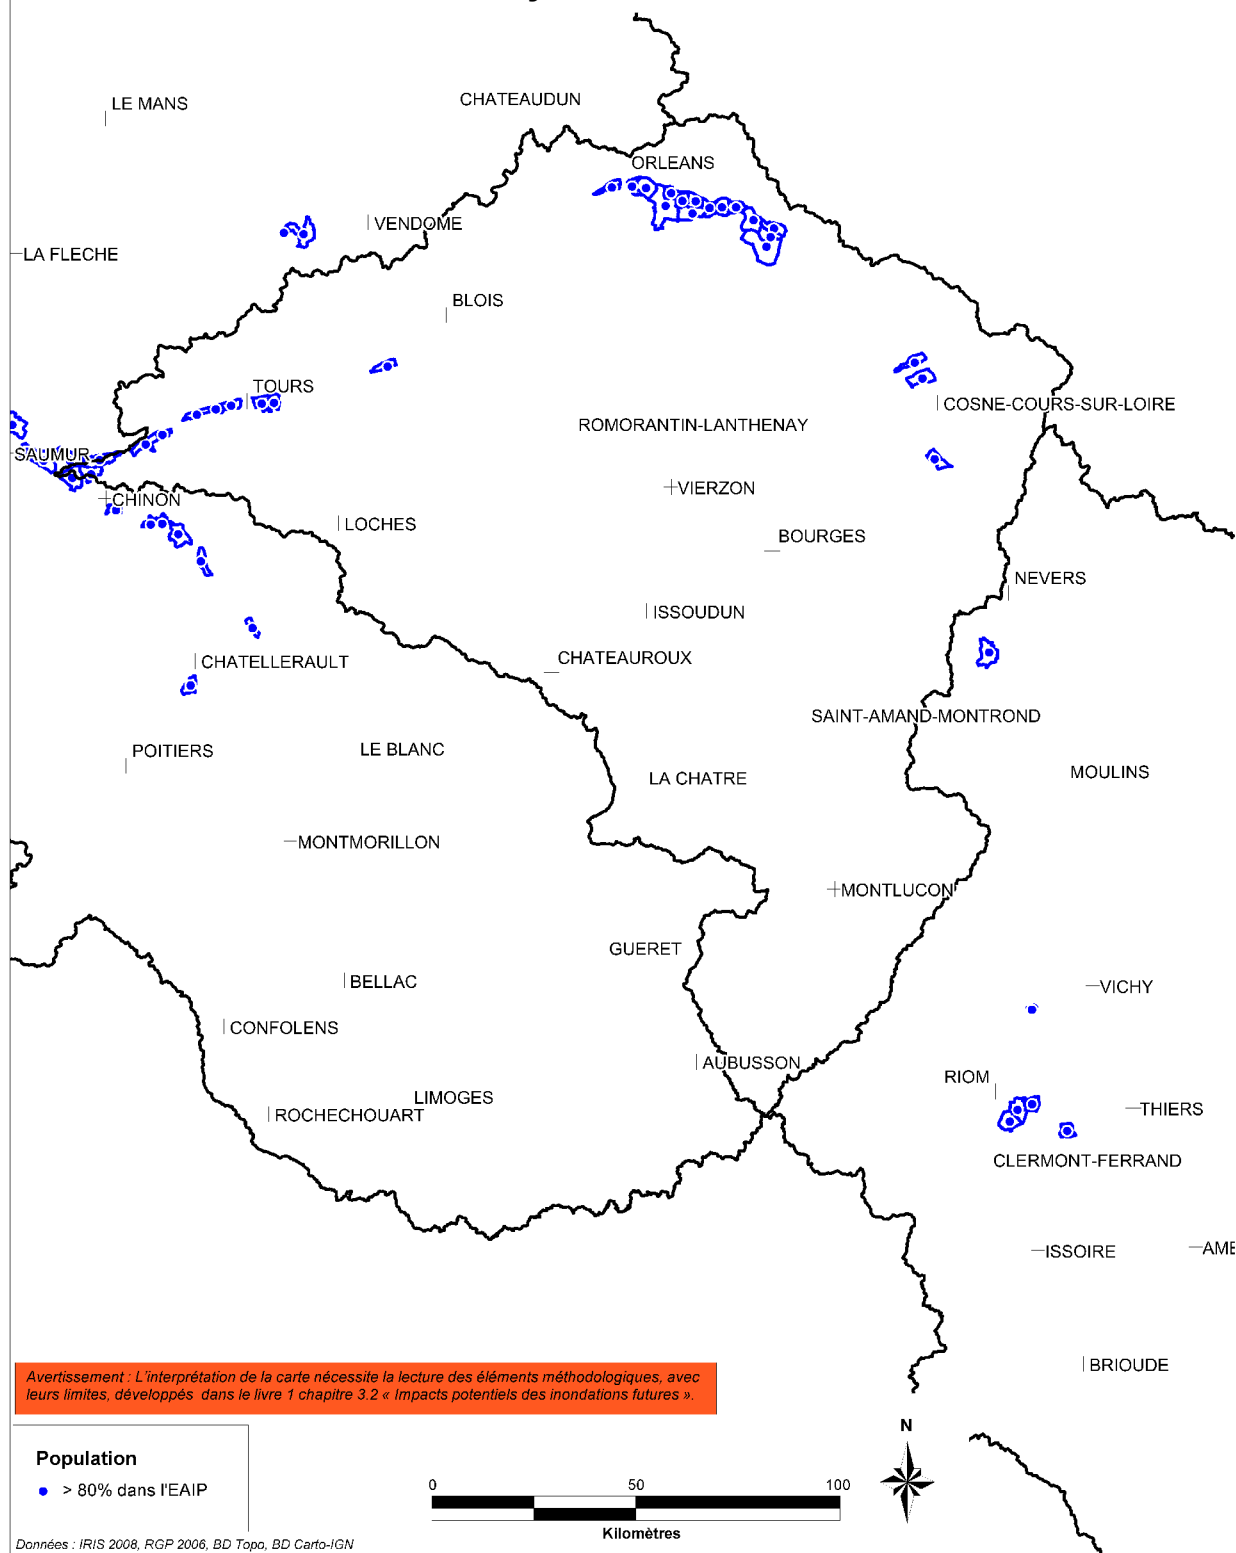 LE MANS
CHATEAUDUN
ORLEANS
VENDOME
LA FLECHE
BLOIS
TOURS
COSNE-COURS-SUR-LOIRE
ROMORANTIN-LANTHENAY
SAUMUR
VIERZON
CHINON
LOCHES
BOURGES
NEVERS
ISSOUDUN
CHATEAUROUX
CHATELLERAULT
SAINT-AMAND-MONTROND
POITIERS
LE BLANC
MOULINS
LA CHATRE
MONTMORILLON
MONTLUCON
GUERET
BELLAC
VICHY
CONFOLENS
AUBUSSON
RIOM
LIMOGES
THIERS
ROCHECHOUART
CLERMONT-FERRAND
ISSOIRE
AMB
BRIOUDE
Avertissement : L'interprétation de la carte nécessite la lecture des éléments méthodologiques, avec
leurs limites, développés dans le livre 1 chapitre 3.2 « Impacts potentiels des inondations futures ».
N
Population
> 80% dans l'EAIP
0 50 100
Kilomètres
Données : IRIS 2008, RGP 2006, BD Topo, BD Carto-IGN